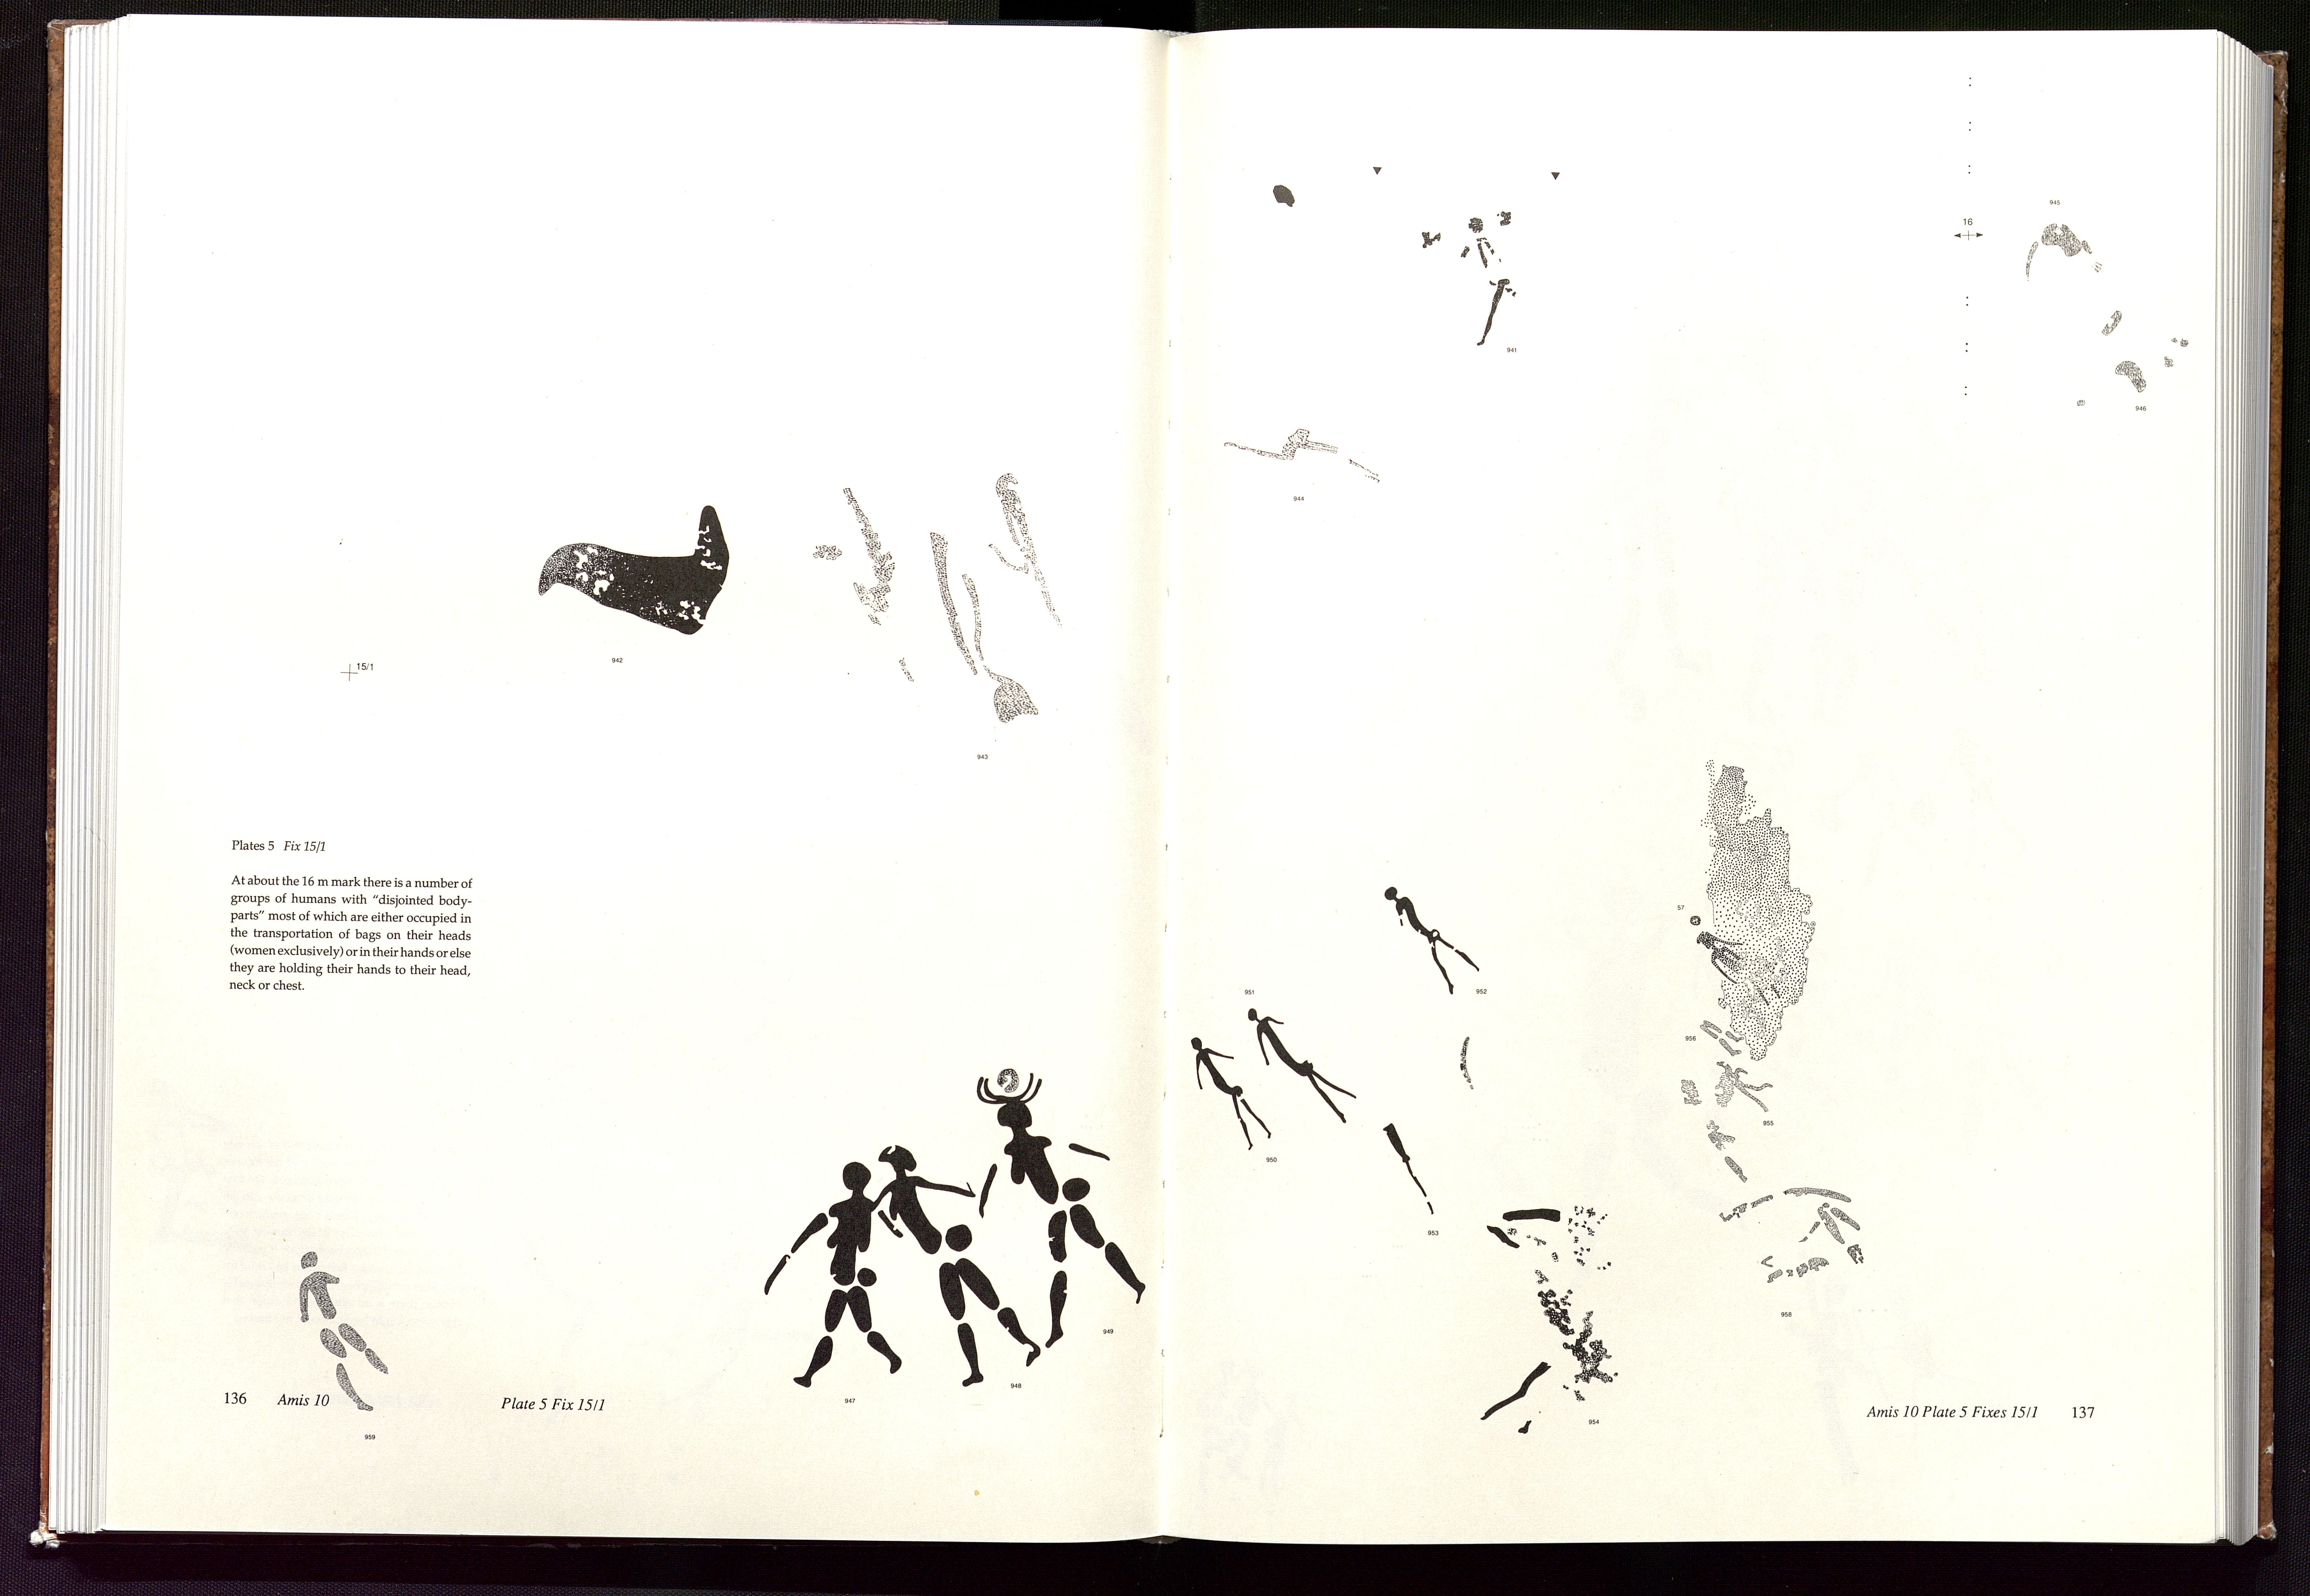 942
943
15/1
Plates 5 Fix 15/1
At about the 16 m mark there is a number of
groups of humans with “disjointed body-
parts” most of which are either occupied in
the transportation of bags on their heads
(women exclusively) or in their hands or else
they are holding their hands to their head,
neck or chest.
949
948
947
959
136 Amis 10 Plate 5 Fix 15/1
945
16
941
946
944
57
952
951
956
955
950
953
958
954
Amis 10 Plate 5 Fixes 15/1 137